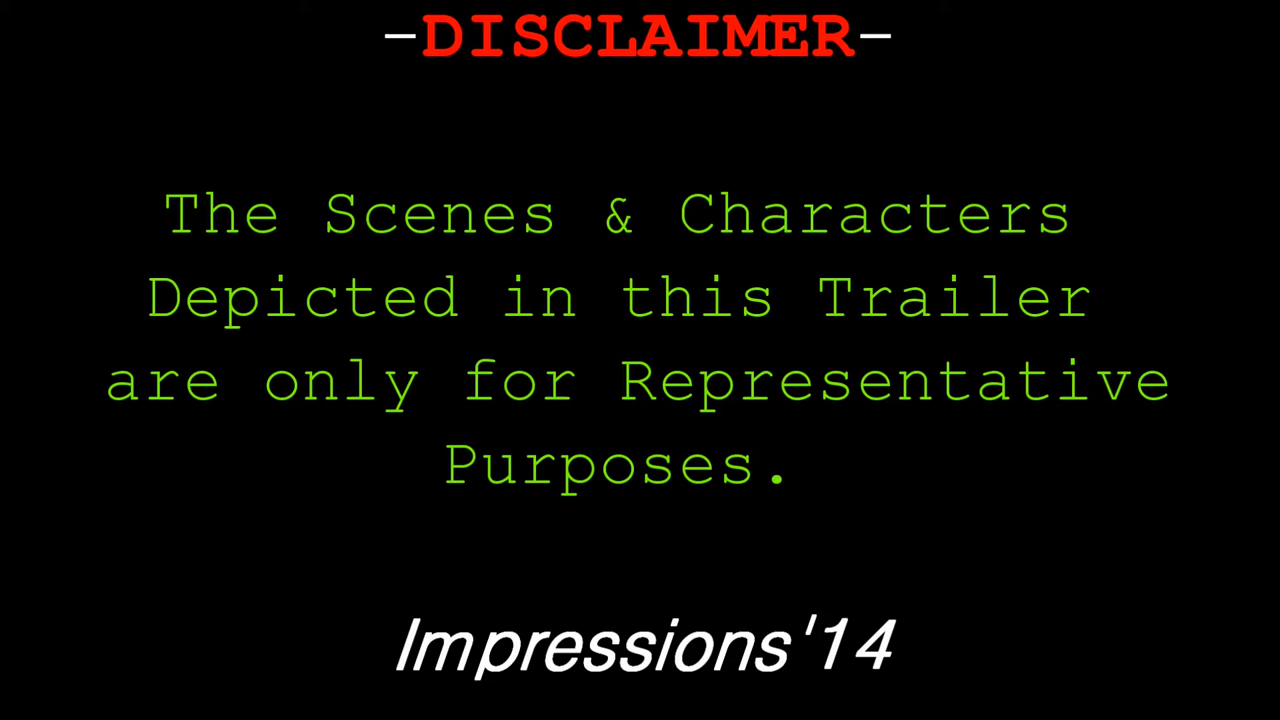 -DISCLAIMER-
The Scenes & Characters
Depicted in this Trailer
are only for Representative
Purposes.
Impressions'14